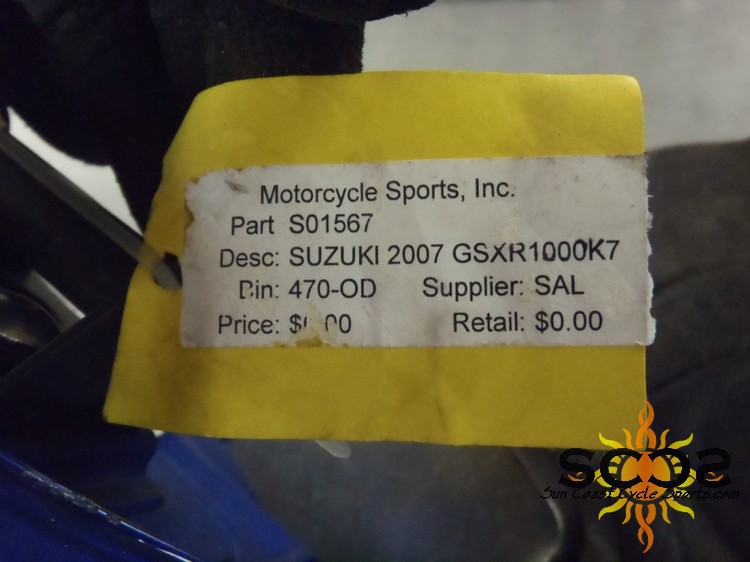 Motorcycle Sports, Inc.
Part S01567
Desc: SUZUKI 2007 GSXR1000K7
Bin: 470-OD Supplier: SAL
Price: Retail: $0.00
SCCS
Sun Coast Cycle Sports.com